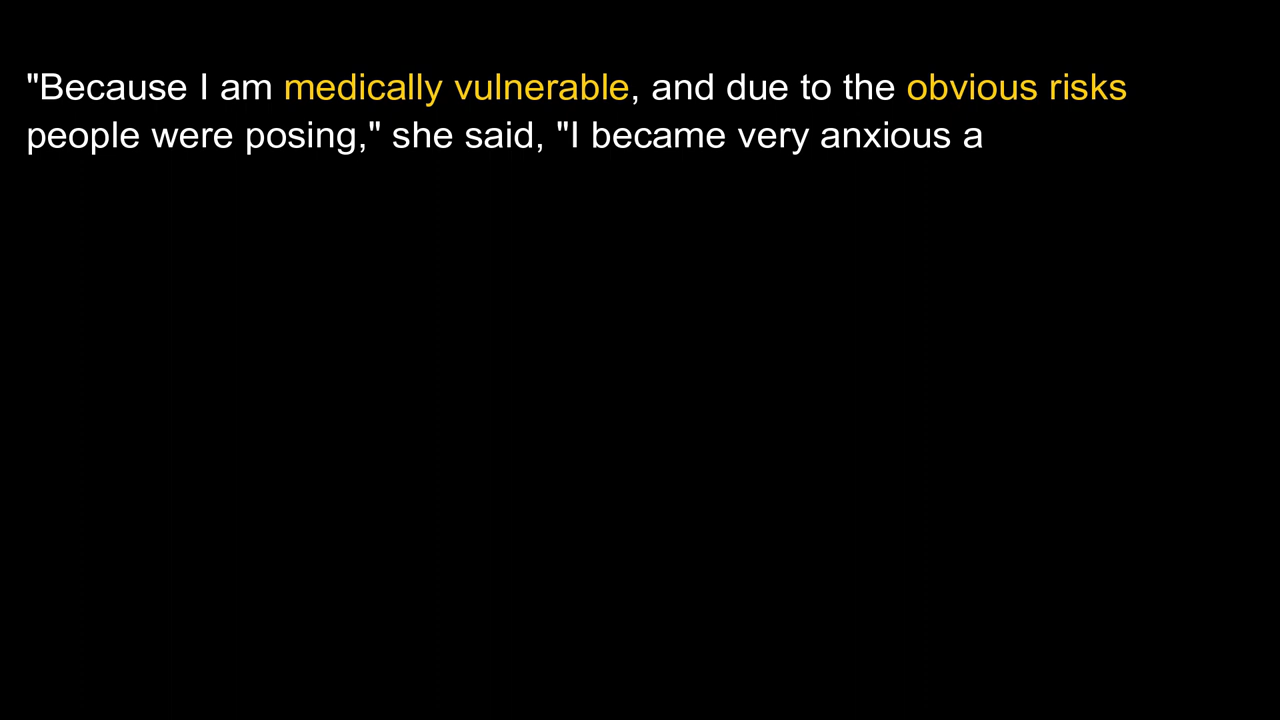 "Because I am medically vulnerable, and due to the obvious risks
people were posing," she said, "I became very anxious a